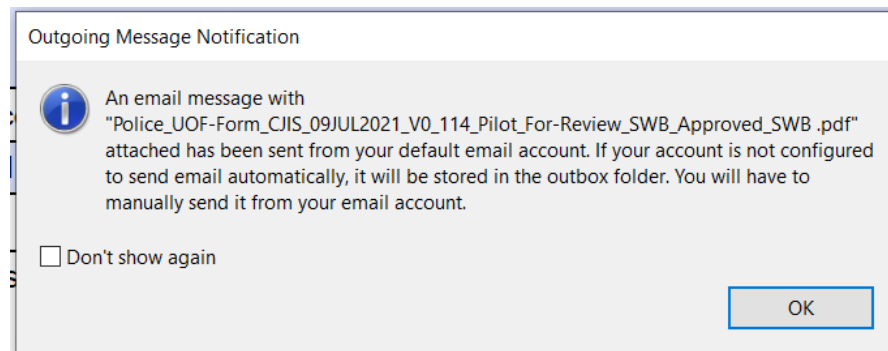 Outgoing Message Notification
An email message with
"Police_UOF-Form_CJIS_09JUL2021_V0_114_Pilot_For-Review_SWB_Approved_SWB .pdf"
attached has been sent from your default email account. If your account is not configured
to send email automatically, it will be stored in the outbox folder. You will have to
manually send it from your email account.
Don't show again
OK